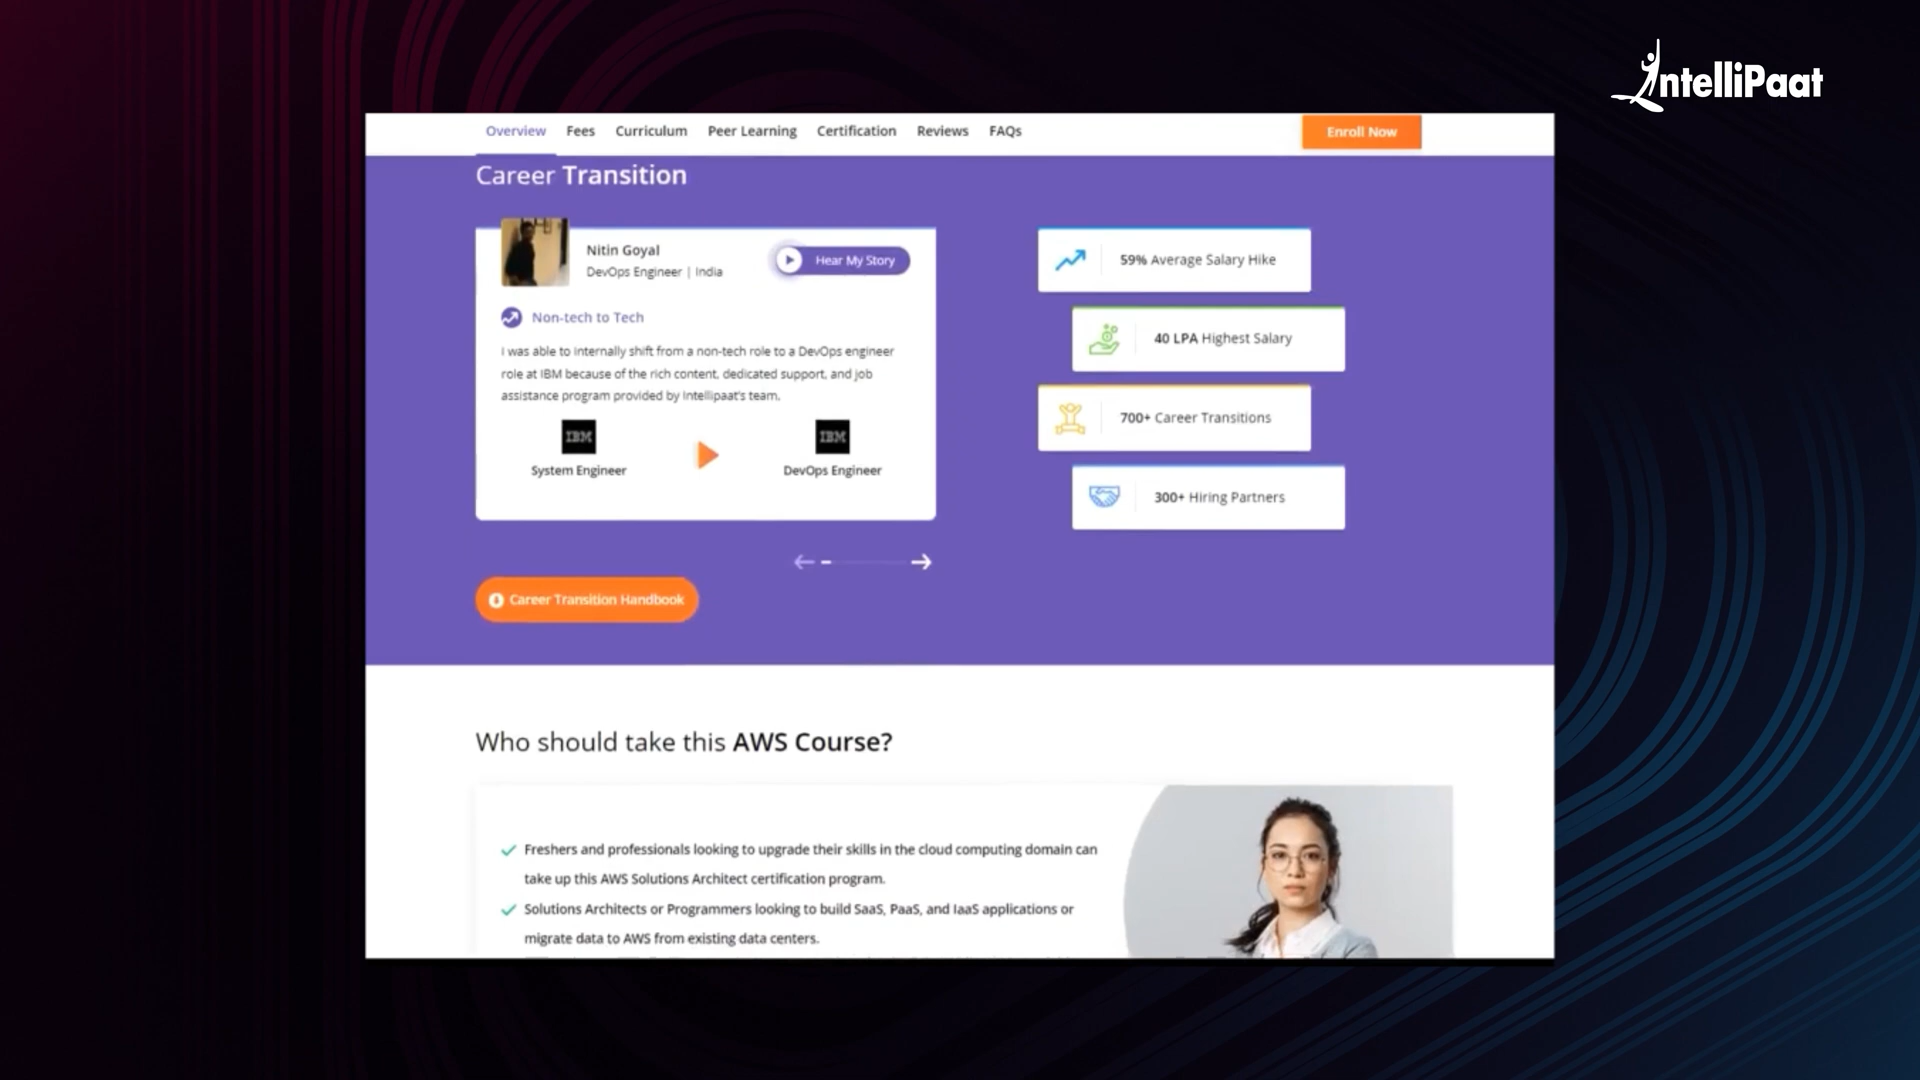 IntelliPaat
Overview Fees Curriculum Peer Learning Certification Reviews FAQs Enroll Now
Career Transition
Nitin Goyal
DevOps Engineer | India
Hear My Story
Non-tech to Tech
I was able to internally shift from a non-tech role to a DevOps engineer
role at IBM because of the rich content, dedicated support, and job
assistance program provided by Intellipaat's team.
IBM
IBM
System Engineer
DevOps Engineer
59% Average Salary Hike
40 LPA Highest Salary
700+ Career Transitions
300+ Hiring Partners
Career Transition Handbook
Who should take this AWS Course?
Freshers and professionals looking to upgrade their skills in the cloud computing domain can
take up this AWS Solutions Architect certification program.
Solutions Architects or Programmers looking to build SaaS, PaaS, and IaaS applications or
migrate data to AWS from existing data centers.